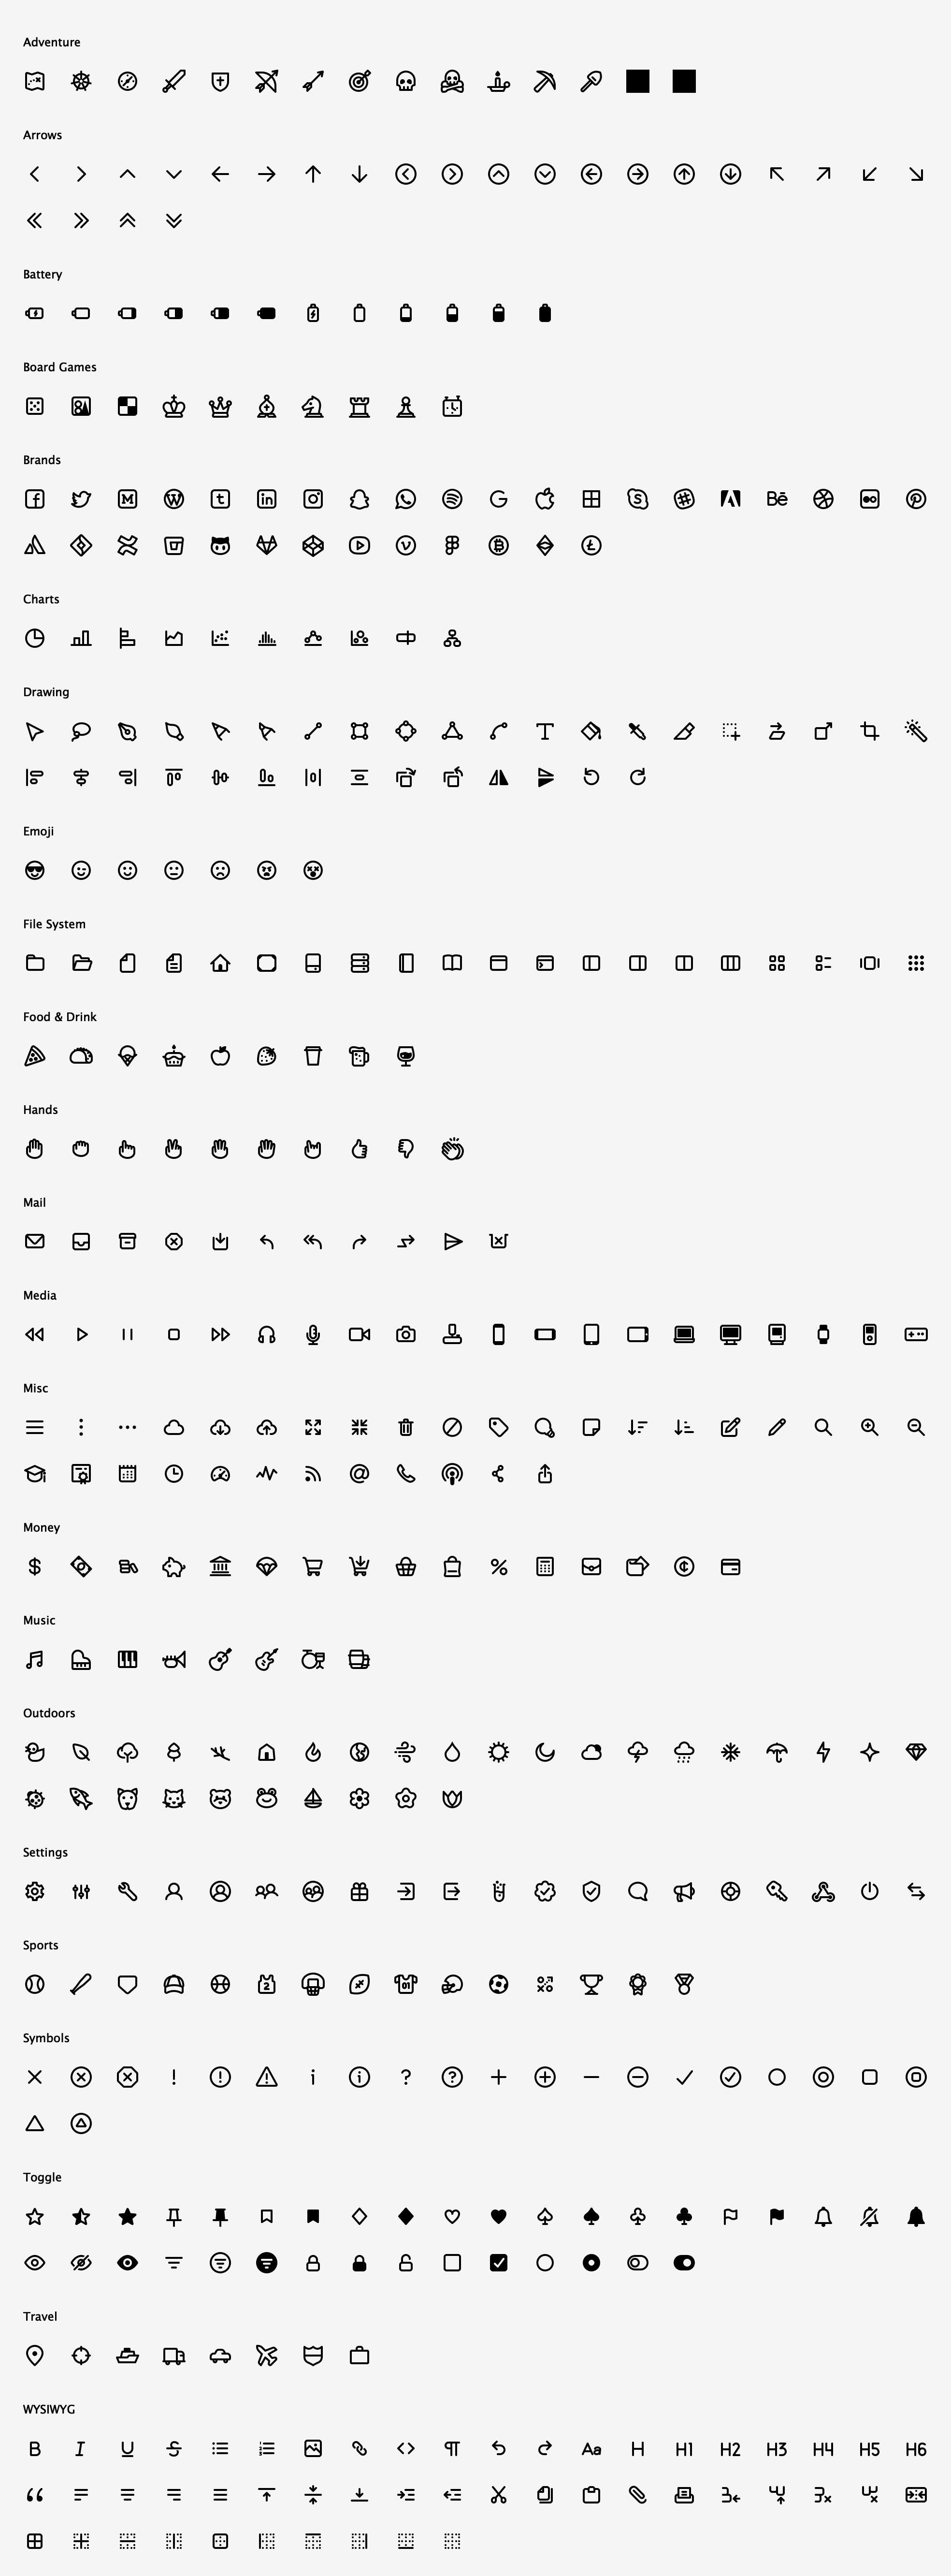 Adventure
Arrows
Battery
Board Games
Brands
Charts
Drawing
Emoji
File System
Food & Drink
Hands
Mail
Media
Misc
Money
Music
Outdoors
Settings
Sports
Symbols
Toggle
Travel
WYSIWYG
B I U S Aa H H1 H2 H3 H4 H5 H6